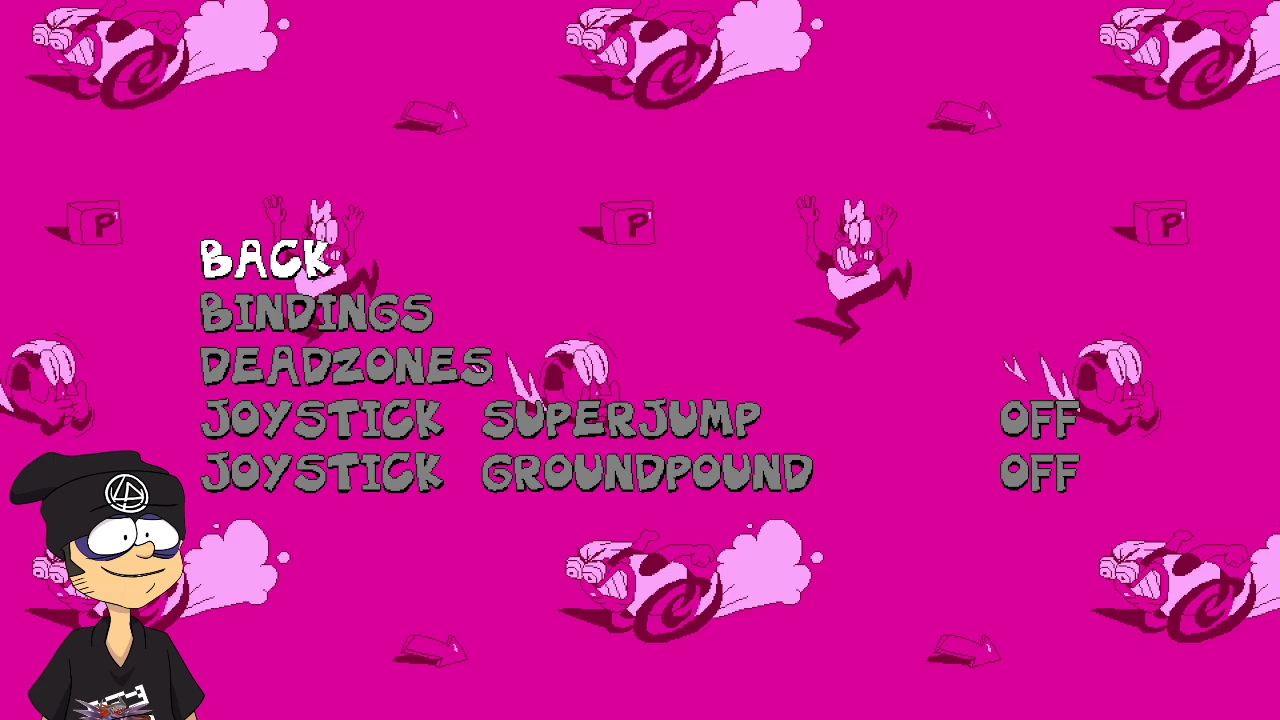 P P P
BACK
BINDINGS
DEADZONES
JOYSTICK SUPERJUMP OFF
JOYSTICK GROUNDPOUND OFF